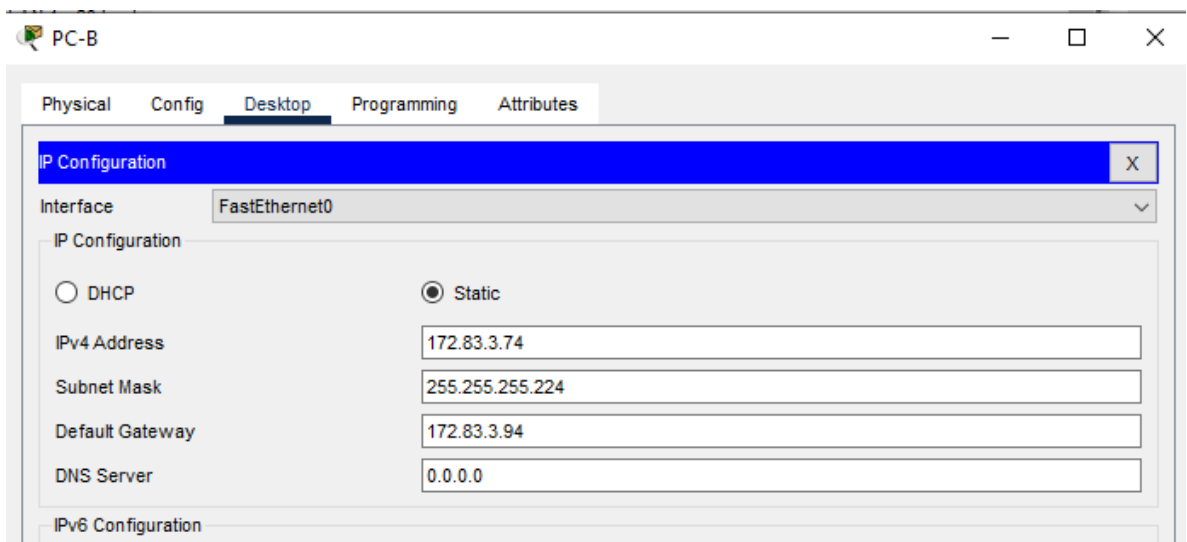 PC-B
Physical Config Desktop Programming Attributes
IP Configuration X
Interface FastEthernet0
IP Configuration
DHCP Static
IPv4 Address 172.83.3.74
Subnet Mask 255.255.255.224
Default Gateway 172.83.3.94
DNS Server 0.0.0.0
IPv6 Configuration